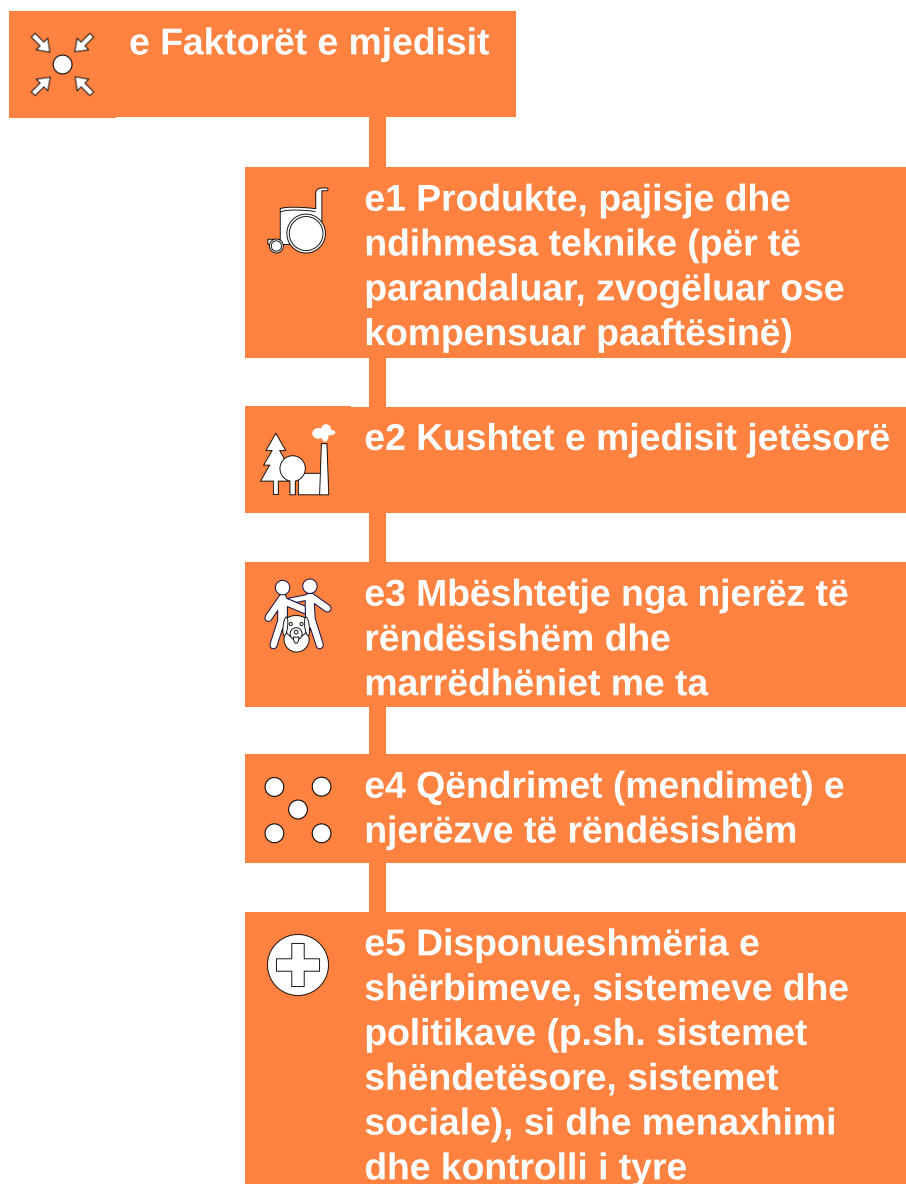 e Faktorët e mjedisit
e1 Produkte, pajisje dhe
ndihmesa teknike (për të
parandaluar, zvogëluar ose
kompensuar paaftësinë)
e2 Kushtet e mjedisit jetësorë
e3 Mbështetje nga njerëz të
rëndësishëm dhe
marrëdhëniet me ta
e4 Qëndrimet (mendimet) e
njerëzve të rëndësishëm
e5 Disponueshmëria e
shërbimeve, sistemeve dhe
politikave (p.sh. sistemet
shëndetësore, sistemet
sociale), si dhe menaxhimi
dhe kontrolli i tyre